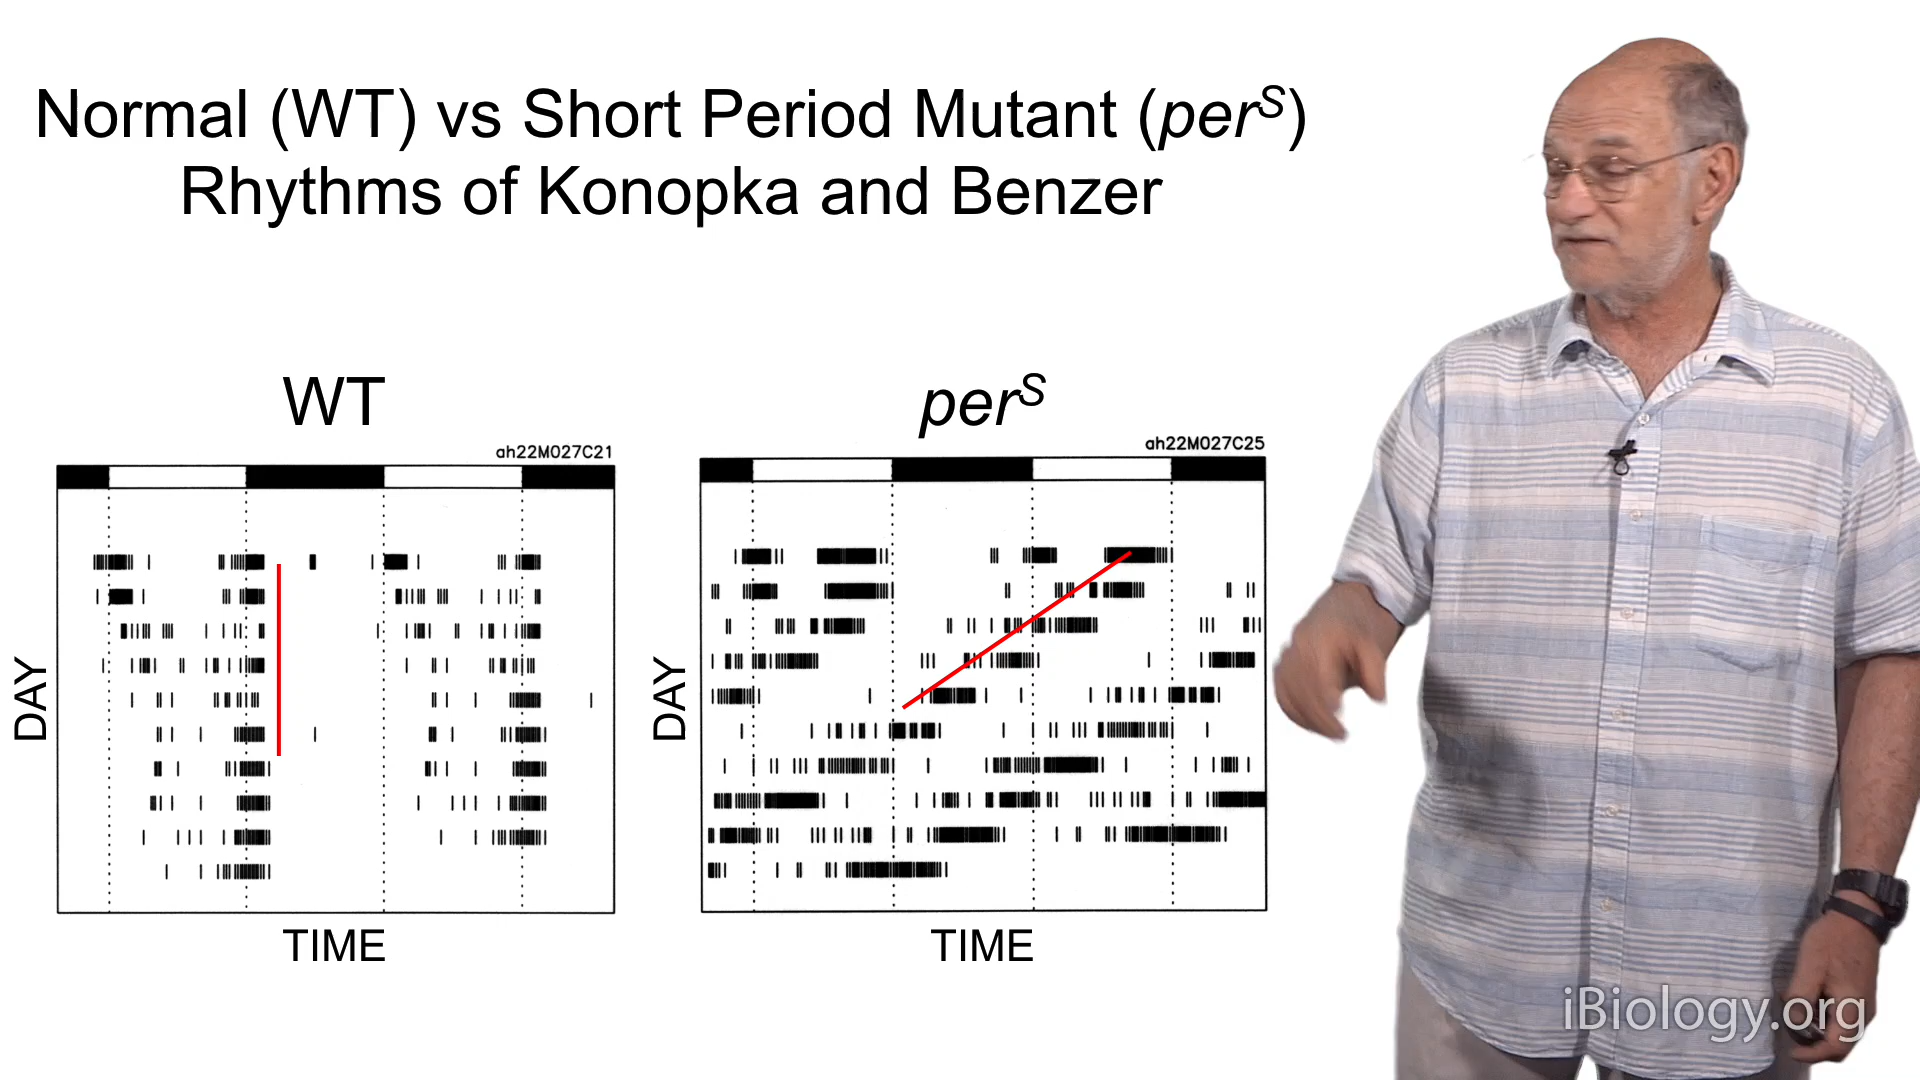 Normal (WT) vs Short Period Mutant (perS)
Rhythms of Konopka and Benzer
WT
perS
ah22M027C21
ah22M027C25
DAY
DAY
TIME
TIME
iBiology.org